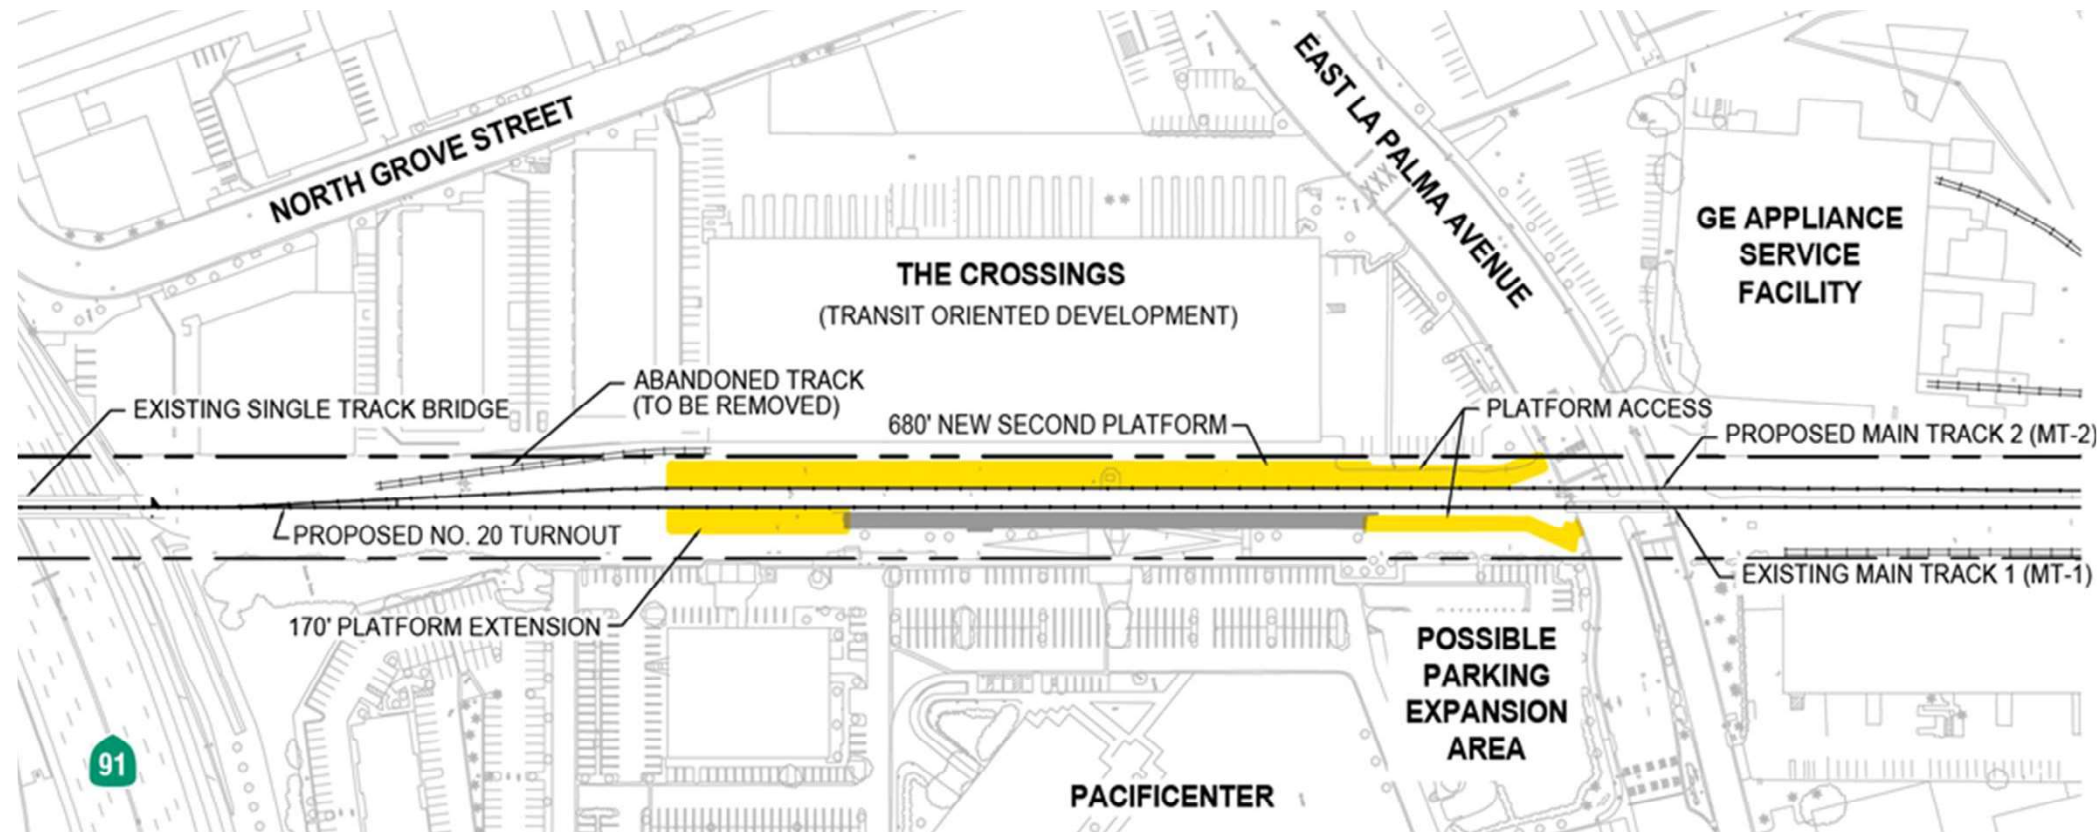 NORTH GROVE STREET
EAST LA PALMA AVENUE
GE APPLIANCE
SERVICE
FACILITY
THE CROSSINGS
(TRANSIT ORIENTED DEVELOPMENT)
EXISTING SINGLE TRACK BRIDGE
ABANDONED TRACK
(TO BE REMOVED)
680' NEW SECOND PLATFORM
PLATFORM ACCESS
PROPOSED MAIN TRACK 2 (MT-2)
PROPOSED NO. 20 TURNOUT
EXISTING MAIN TRACK 1 (MT-1)
170' PLATFORM EXTENSION
POSSIBLE
PARKING
EXPANSION
AREA
91
PACIFICENTER